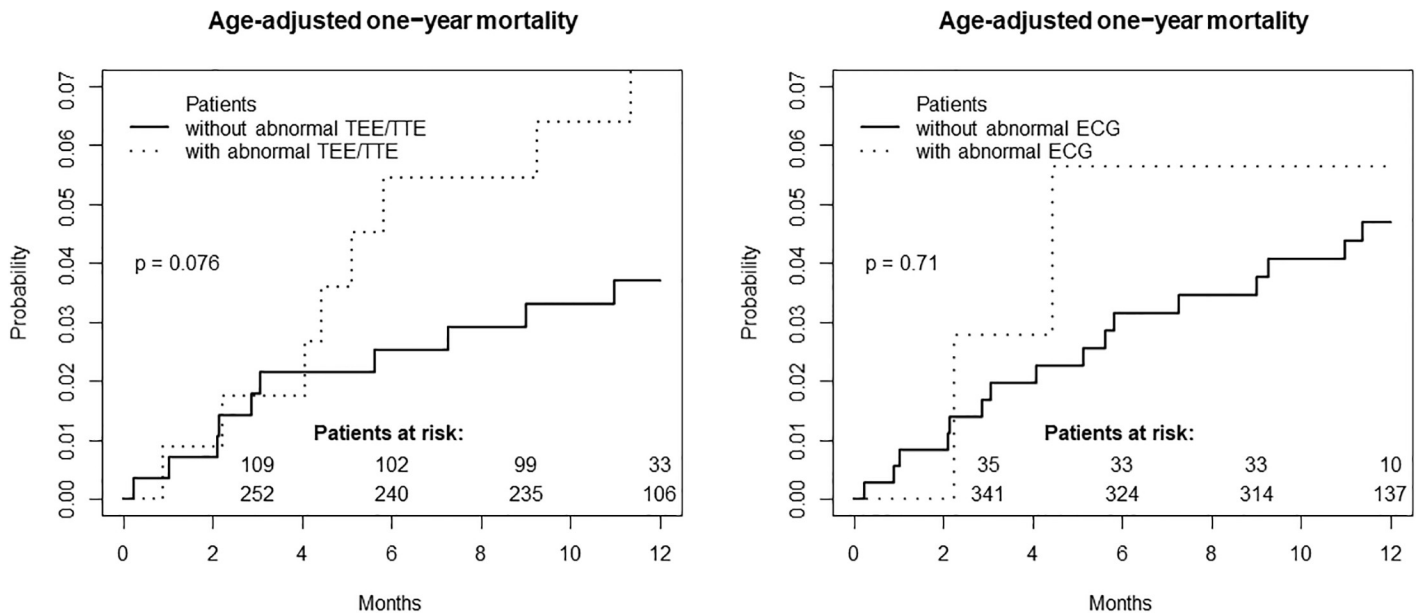 Age-adjusted one-year mortality
Probability
0.07
0.06
0.05
0.04
0.03
0.02
0.01
0.00
Patients
without abnormal TEE/TTE
with abnormal TEE/TTE
p = 0.076
Patients at risk:
109 102 99 33
252 240 235 106
0 2 4 6 8 10 12
Months
Age-adjusted one-year mortality
Probability
0.07
0.06
0.05
0.04
0.03
0.02
0.01
0.00
Patients
without abnormal ECG
with abnormal ECG
p = 0.71
Patients at risk:
35 33 33 10
341 324 314 137
0 2 4 6 8 10 12
Months